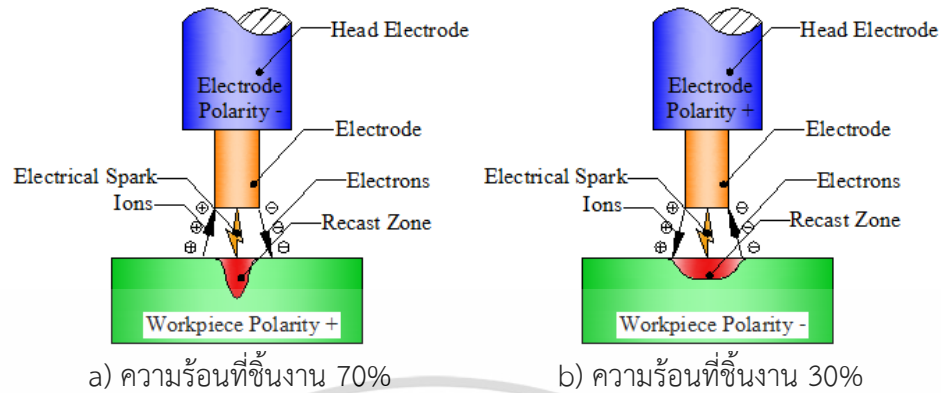 Head Electrode
Electrode
Polarity -
Electrode
Electrical Spark
Electrons
Ions
Recast Zone
Workpiece Polarity +
a) ความร้อนที่ชิ้นงาน 70%
Head Electrode
Electrode
Polarity +
Electrode
Electrical Spark
Electrons
Ions
Recast Zone
Workpiece Polarity -
b) ความร้อนที่ชิ้นงาน 30%